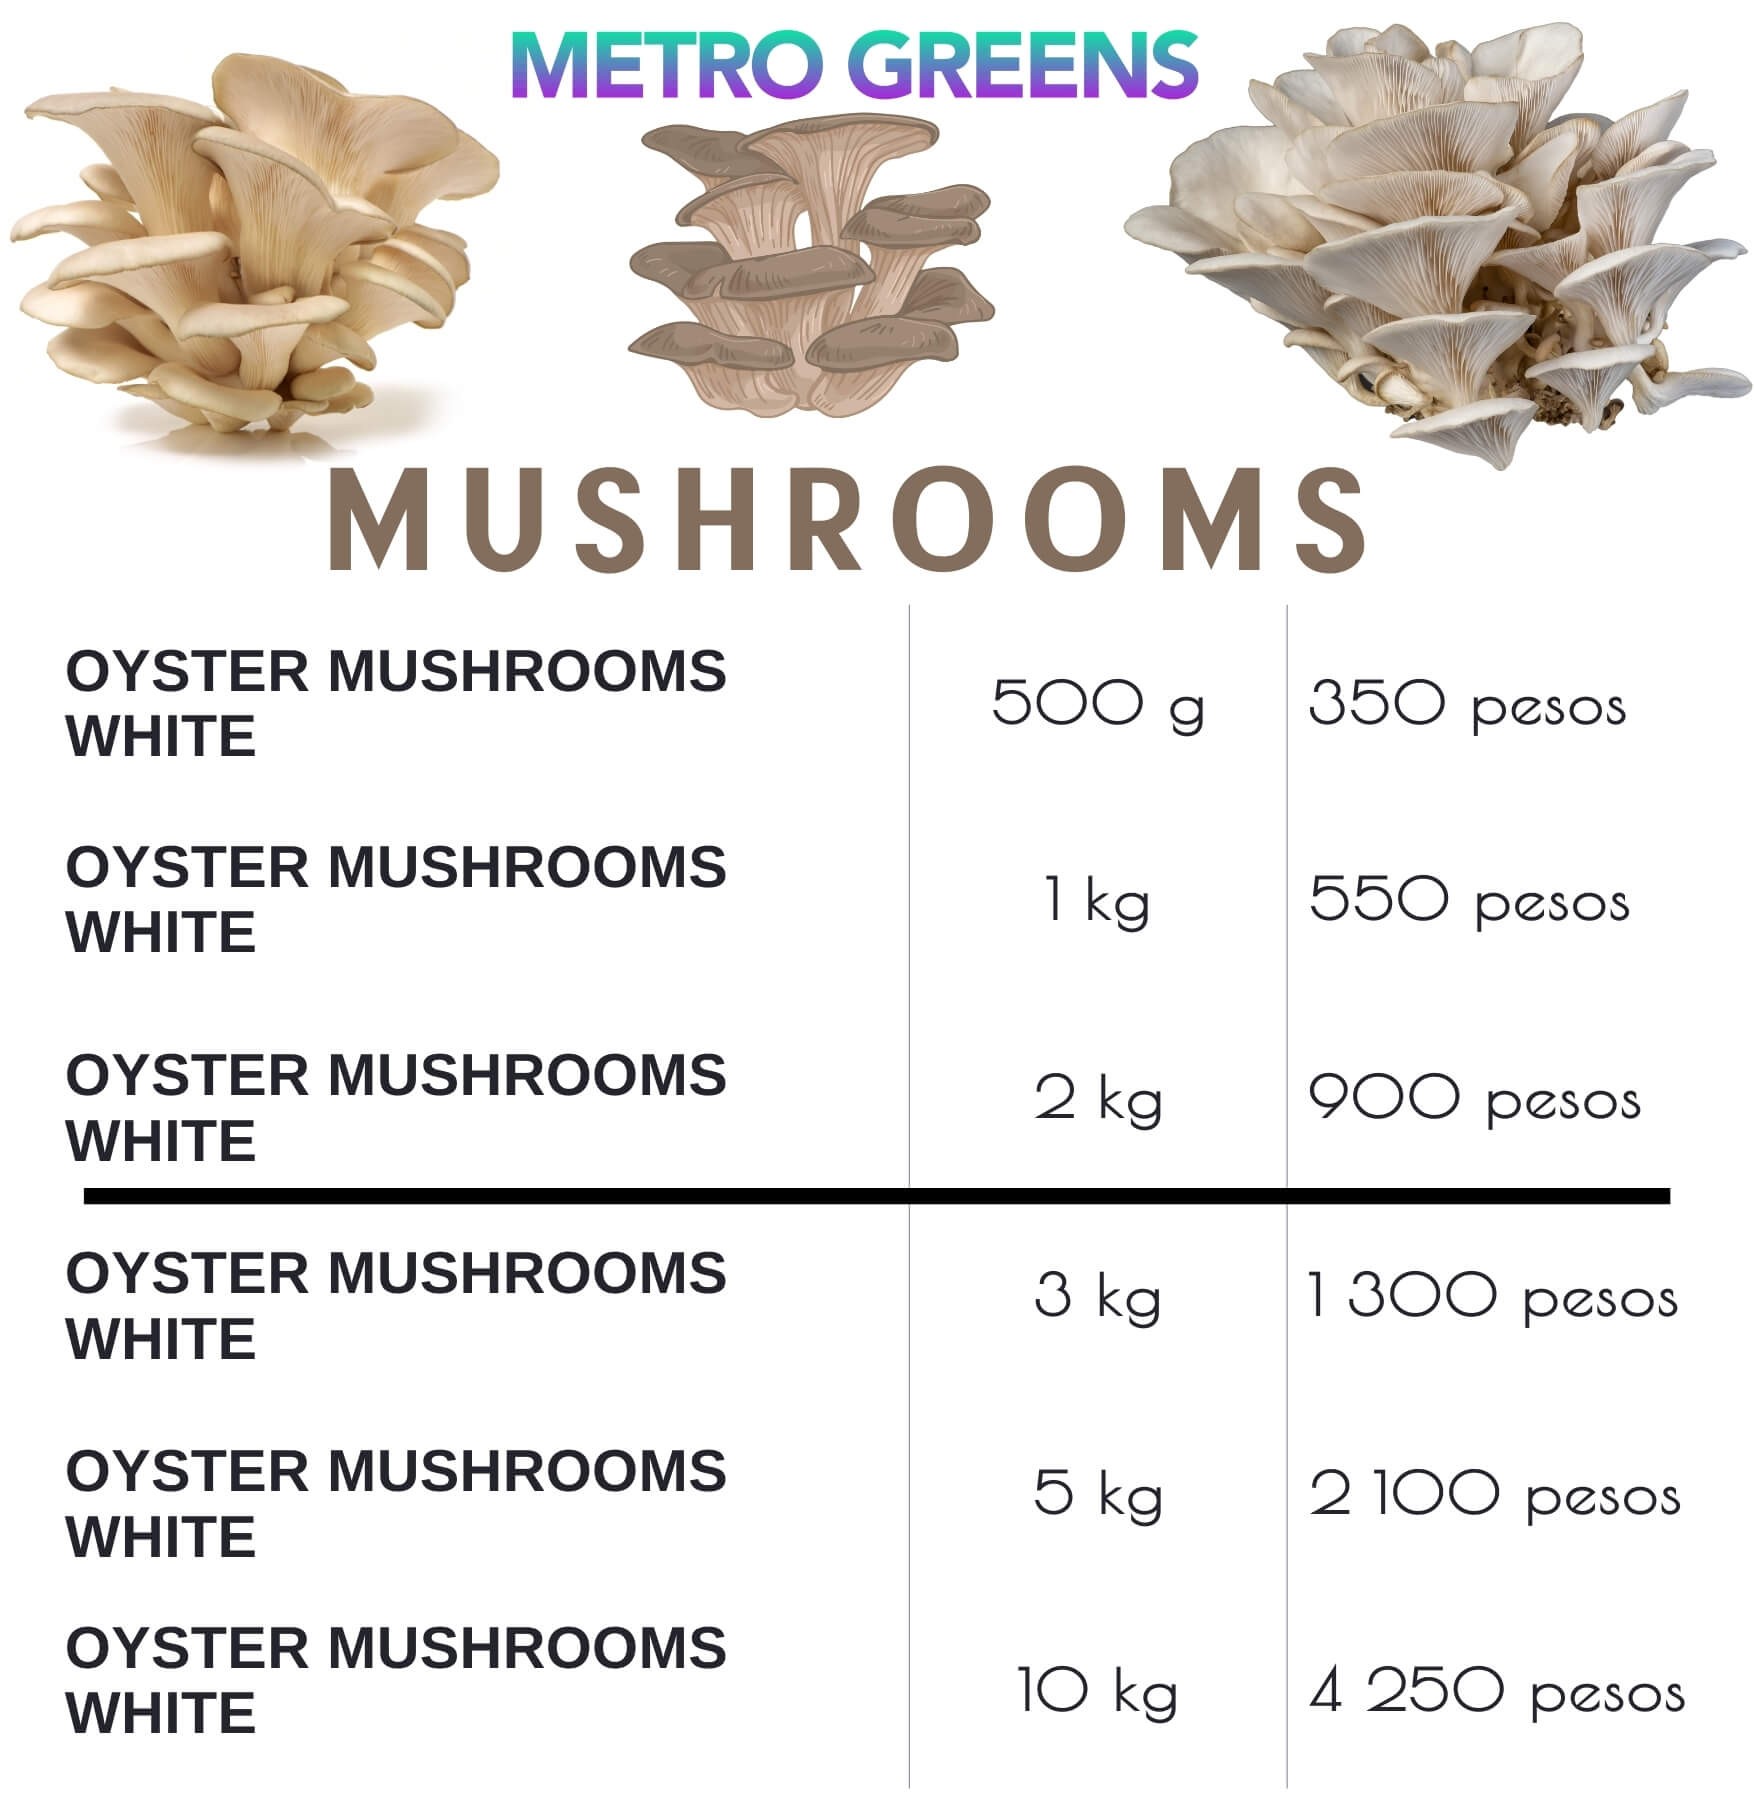 METRO GREENS
MUSHROOMS
OYSTER MUSHROOMS
WHITE
500 g
350 pesos
OYSTER MUSHROOMS
WHITE
1 kg
550 pesos
OYSTER MUSHROOMS
WHITE
2 kg
900 pesos
OYSTER MUSHROOMS
WHITE
3 kg
1 300 pesos
OYSTER MUSHROOMS
WHITE
5 kg
2 100 pesos
OYSTER MUSHROOMS
WHITE
10 kg
4 250 pesos